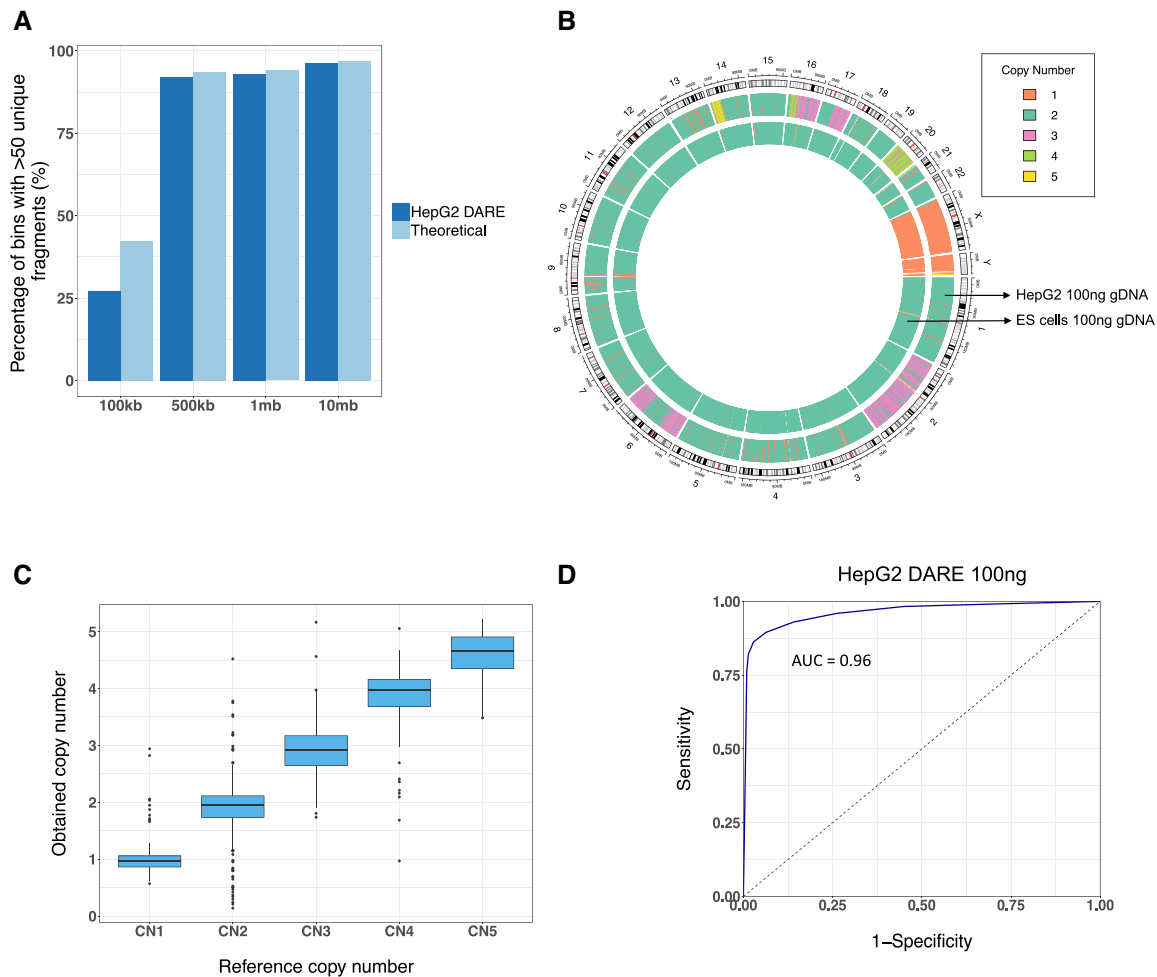 A
Percentage of bins with >50 unique
fragments (%)
100
75
50
25
0
100kb
500kb
1mb
10mb
HepG2 DARE
Theoretical
B
1
2
3
4
5
6
7
8
9
10
11
12
13
14
15
16
17
18
19
20
21
22
X
Y
Copy Number
1
2
3
4
5
HepG2 100ng gDNA
ES cells 100ng gDNA
C
Obtained copy number
5
4
3
2
1
0
CN1
CN2
CN3
CN4
CN5
Reference copy number
D
HepG2 DARE 100ng
Sensitivity
1.00
0.75
0.50
0.25
0.00
AUC = 0.96
0.00
0.25
0.50
0.75
1.00
1−Specificity